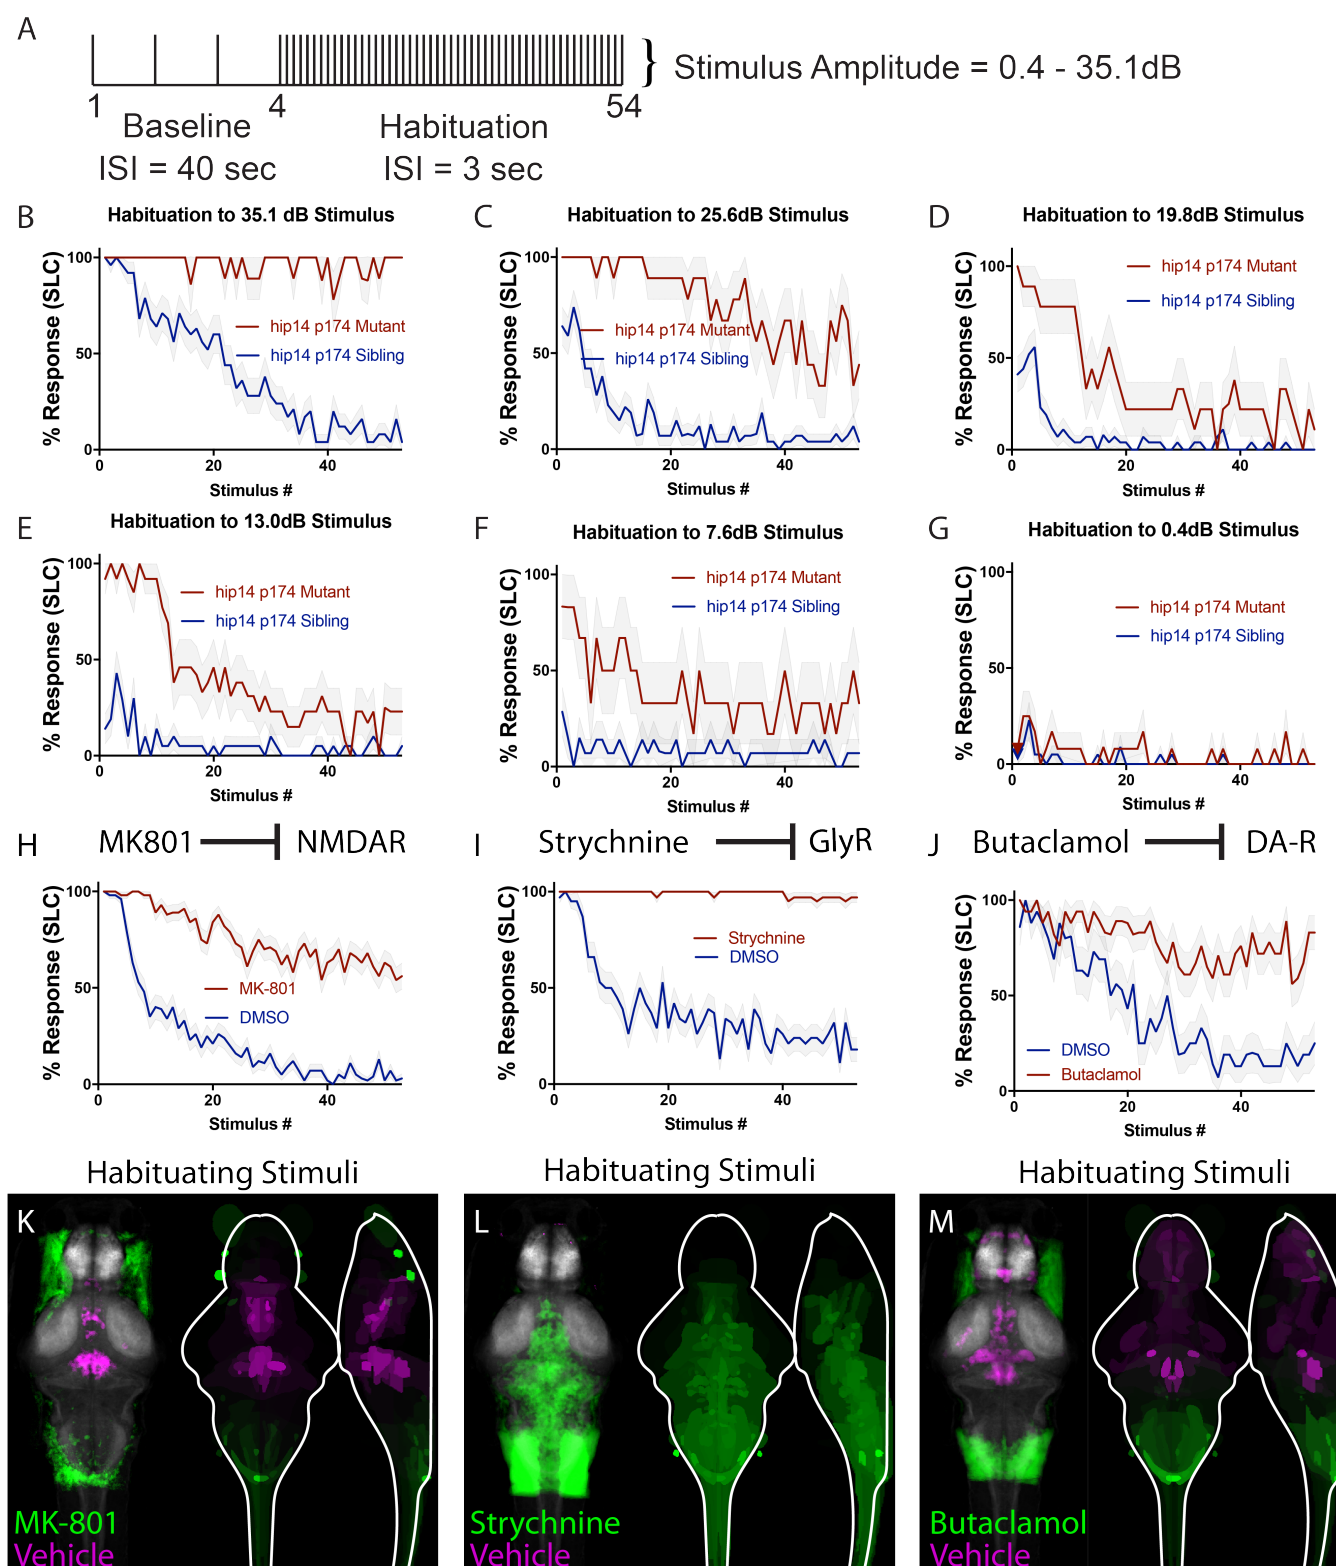 A
} Stimulus Amplitude = 0.4 - 35.1dB
1 4 54
Baseline Habituation
ISI = 40 sec ISI = 3 sec
B
Habituation to 35.1 dB Stimulus
% Response (SLC)
100
50
0
hip14 p174 Mutant
hip14 p174 Sibling
0 20 40
Stimulus #
C
Habituation to 25.6dB Stimulus
% Response (SLC)
100
50
0
hip14 p174 Mutant
hip14 p174 Sibling
0 20 40
Stimulus #
D
Habituation to 19.8dB Stimulus
% Response (SLC)
100
50
0
hip14 p174 Mutant
hip14 p174 Sibling
0 20 40
Stimulus #
E
Habituation to 13.0dB Stimulus
% Response (SLC)
100
50
0
hip14 p174 Mutant
hip14 p174 Sibling
0 20 40
Stimulus #
F
Habituation to 7.6dB Stimulus
% Response (SLC)
100
50
0
hip14 p174 Mutant
hip14 p174 Sibling
0 20 40
Stimulus #
G
Habituation to 0.4dB Stimulus
% Response (SLC)
100
50
0
hip14 p174 Mutant
hip14 p174 Sibling
0 20 40
Stimulus #
H
MK801 NMDAR
% Response (SLC)
100
50
0
MK-801
DMSO
0 20 40
Stimulus #
I
Strychnine GlyR
% Response (SLC)
100
50
0
Strychnine
DMSO
0 20 40
Stimulus #
J
Butaclamol DA-R
% Response (SLC)
100
50
0
DMSO
Butaclamol
0 20 40
Stimulus #
Habituating Stimuli
K
MK-801
Vehicle
Habituating Stimuli
L
Strychnine
Vehicle
Habituating Stimuli
M
Butaclamol
Vehicle